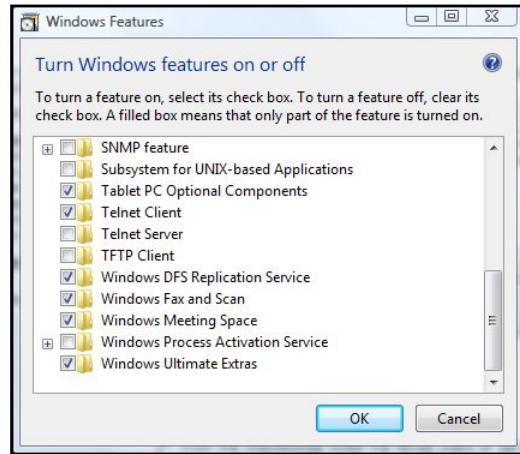 Windows Features
Turn Windows features on or off
To turn a feature on, select its check box. To turn a feature off, clear its
check box. A filled box means that only part of the feature is turned on.
SNMP feature
Subsystem for UNIX-based Applications
Tablet PC Optional Components
Telnet Client
Telnet Server
TFTP Client
Windows DFS Replication Service
Windows Fax and Scan
Windows Meeting Space
Windows Process Activation Service
Windows Ultimate Extras
OK Cancel